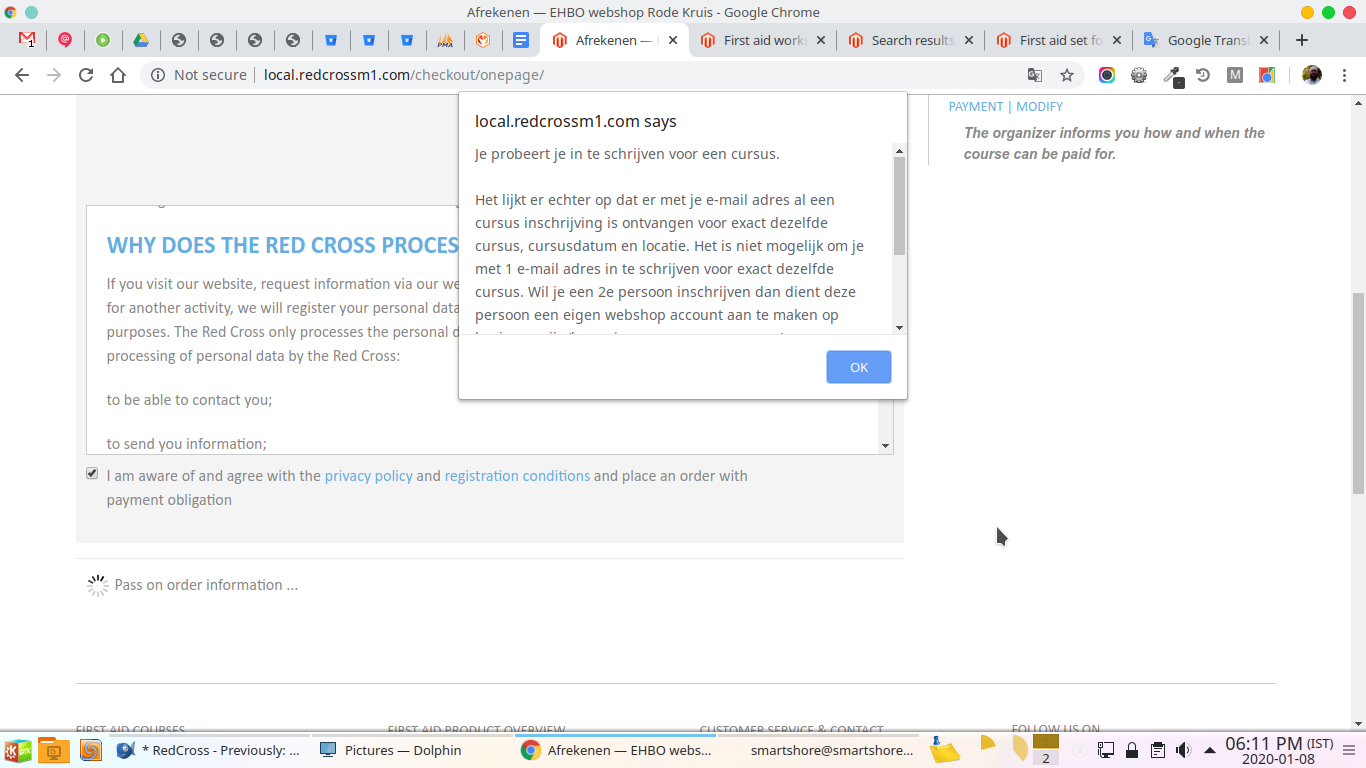 Afrekenen — EHBO webshop Rode Kruis - Google Chrome
1
PMA
Afrekenen —
First aid work
Search results
First aid set fo
Google Transl
Not secure
local.redcrossm1.com/checkout/onepage/
M
local.redcrossm1.com says
Je probeert je in te schrijven voor een cursus.
Het lijkt er echter op dat er met je e-mail adres al een
cursus inschrijving is ontvangen voor exact dezelfde
cursus, cursusdatum en locatie. Het is niet mogelijk om je
met 1 e-mail adres in te schrijven voor exact dezelfde
cursus. Wil je een 2e persoon inschrijven dan dient deze
persoon een eigen webshop account aan te maken op
OK
PAYMENT | MODIFY
The organizer informs you how and when the
course can be paid for.
WHY DOES THE RED CROSS PROCES
If you visit our website, request information via our we
for another activity, we will register your personal data
purposes. The Red Cross only processes the personal d
processing of personal data by the Red Cross:
to be able to contact you;
to send you information;
I am aware of and agree with the privacy policy and registration conditions and place an order with
payment obligation
Pass on order information ...
FIRST AID COURSES
FIRST AID PRODUCT OVERVIEW
CUSTOMER SERVICE & CONTACT
FOLLOW US ON
* RedCross - Previously: ...
Pictures — Dolphin
Afrekenen — EHBO webs...
smartshore@smartshore...
2
06:11 PM (IST)
2020-01-08